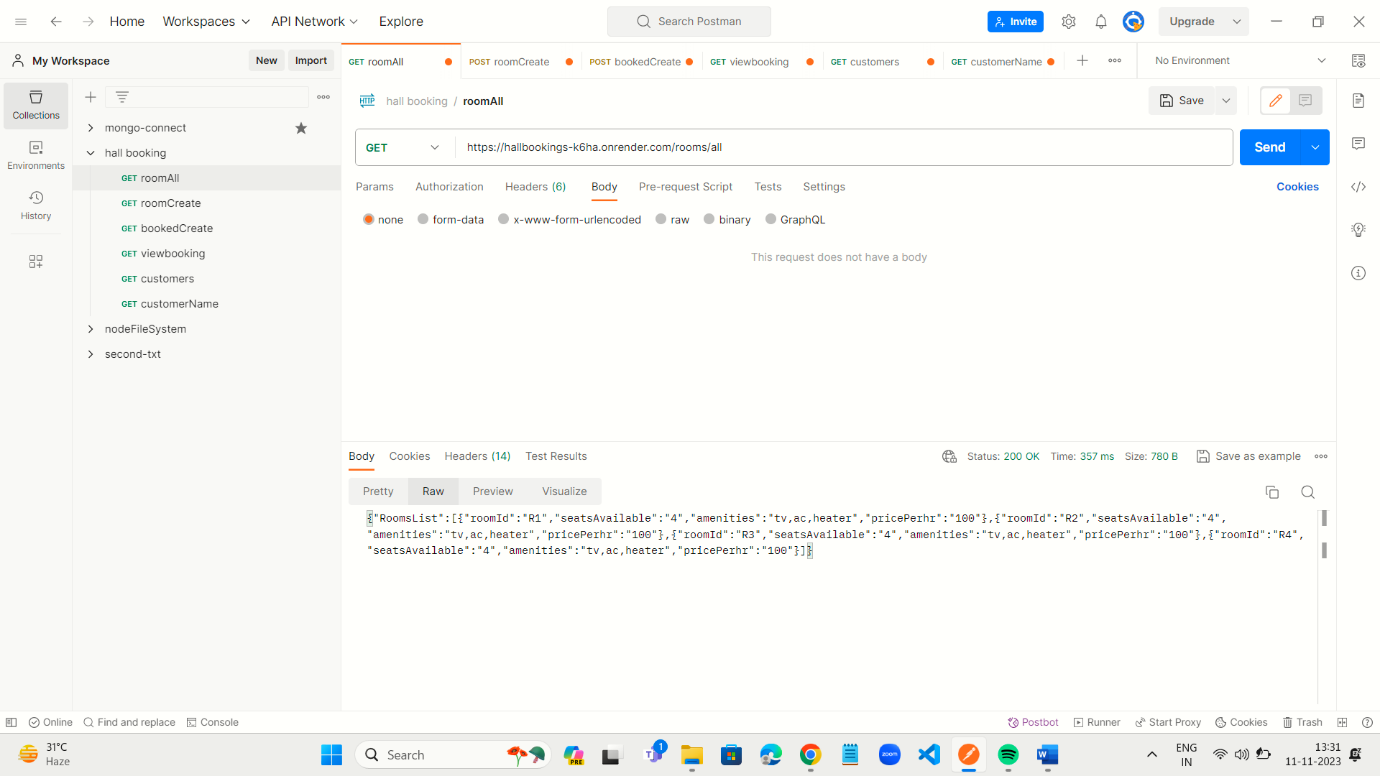 Home Workspaces API Network Explore Search Postman Invite Upgrade
My Workspace New Import GET roomAll POST roomCreate POST bookedCreate GET viewbooking GET customers GET customerName No Environment
Collections
Environments
History
mongo-connect
hall booking
GET roomAll
GET roomCreate
GET bookedCreate
GET viewbooking
GET customers
GET customerName
nodeFileSystem
second-txt
HTTP hall booking / roomAll Save
GET https://hallbookings-k6ha.onrender.com/rooms/all Send
Params Authorization Headers (6) Body Pre-request Script Tests Settings Cookies
none form-data x-www-form-urlencoded raw binary GraphQL
This request does not have a body
Body Cookies Headers (14) Test Results Status: 200 OK Time: 357 ms Size: 780 B Save as example
Pretty Raw Preview Visualize
{"RoomsList":[{"roomId":"R1","seatsAvailable":"4","amenities":"tv,ac,heater","pricePerhr":"100"},{"roomId":"R2","seatsAvailable":"4",
"amenities":"tv,ac,heater","pricePerhr":"100"},{"roomId":"R3","seatsAvailable":"4","amenities":"tv,ac,heater","pricePerhr":"100"},{"roomId":"R4",
"seatsAvailable":"4","amenities":"tv,ac,heater","pricePerhr":"100"}]}
Online Find and replace Console Postbot Runner Start Proxy Cookies Trash
31°C
Haze
Search
PRE
1
zoom
ENG
IN
13:31
11-11-2023